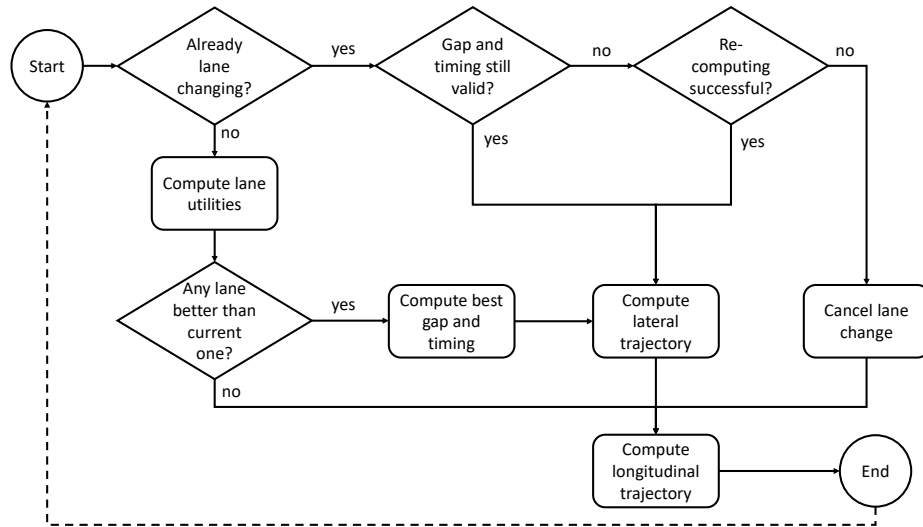 Start
Already
lane
changing?
yes
Gap and
timing still
valid?
no
Re-
computing
successful?
no
no
yes
yes
Compute lane
utilities
Any lane
better than
current
one?
yes
Compute best
gap and
timing
Compute
lateral
trajectory
Cancel lane
change
no
Compute
longitudinal
trajectory
End